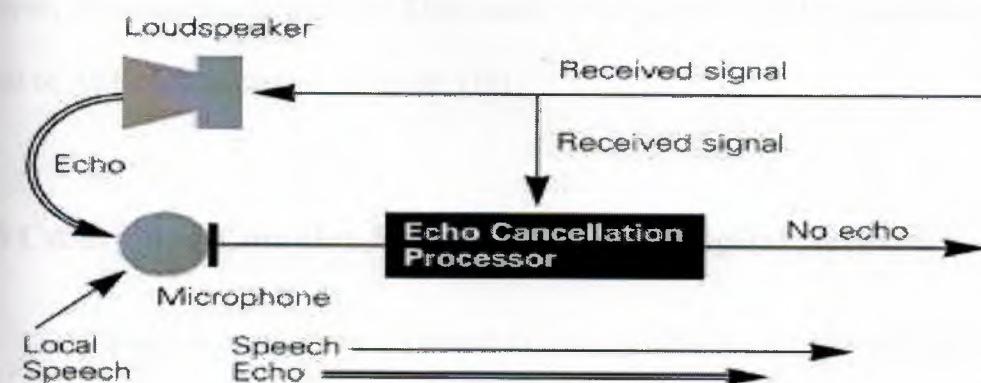 Loudspeaker
Received signal
Received signal
Echo
Echo Cancellation
Processor
No echo
Microphone
Local
Speech
Speech
Echo